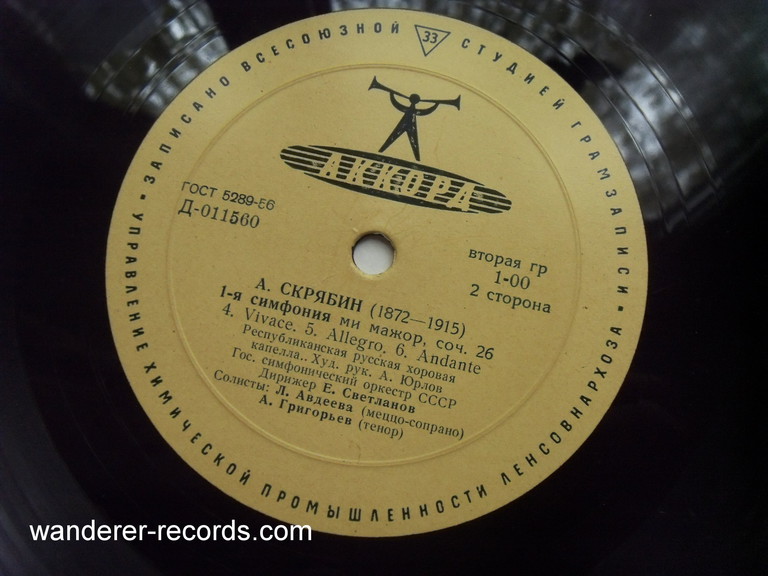 ЗАПИСАНО ВСЕСОЮЗНОЙ 33 СТУДИЕЙ ГРАМЗАПИСИ
УПРАВЛЕНИЕ ХИМИЧЕСКОЙ ПРОМЫШЛЕННОСТИ ЛЕНСОВНАРХОЗА
АККОРД
ГОСТ 5289-56
Д-011560
вторая гр
1-00
2 сторона
А. СКРЯБИН (1872—1915)
1-я симфония ми мажор, соч. 26
4. Vivace. 5. Allegro. 6. Andante
Республиканская русская хоровая
капелла.. Худ. рук. А. Юрлов
Гос. симфонический оркестр СССР
Дирижер Е. Светланов
Солисты: Л. Авдеева (меццо-сопрано)
А. Григорьев (тенор)
wanderer-records.com